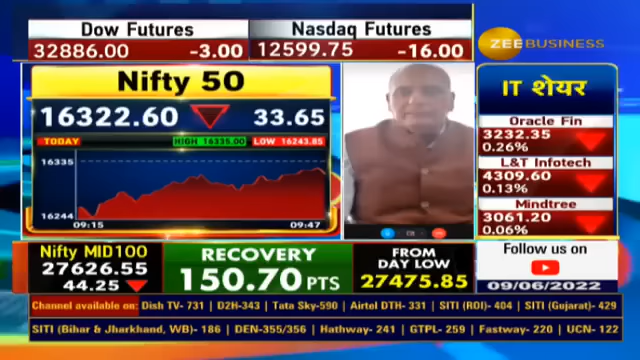 Dow Futures
32886.00 -3.00
Nasdaq Futures
12599.75 -16.00
ZEE BUSINESS
Nifty 50
16322.60 33.65
TODAY HIGH 16335.00 LOW 16243.85
16335
16244
09:15 09:47
IT शेयर
Oracle Fin
3232.35
0.26%
L&T Infotech
4309.60
0.13%
Mindtree
3061.20
0.06%
Nifty MID100
27626.55
44.25
RECOVERY
150.70 PTS
FROM
DAY LOW
27475.85
Follow us on
09/06/2022
Channel available on: Dish TV- 731 | D2H-343 | Tata Sky-590 | Airtel DTH- 331 | SITI (ROI)- 404 | SITI (Gujarat)- 429
SITI (Bihar & Jharkhand, WB)- 186 | DEN-355/356 | Hathway- 241 | GTPL- 259 | Fastway- 220 | UCN- 122